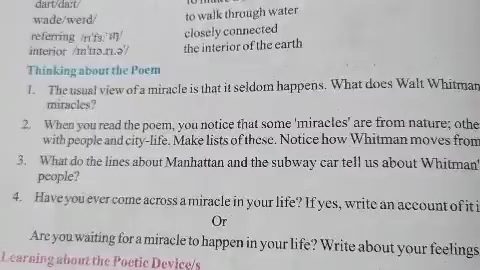 dart/da:t/
wade/weɪd/ to walk through water
referring closely connected
interior the interior of the earth
Thinking about the Poem
1. The usual view of a miracle is that it seldom happens. What does Walt Whitman
miracles?
2. When you read the poem, you notice that some 'miracles' are from nature; othe
with people and city-life. Make lists of these. Notice how Whitman moves from
3. What do the lines about Manhattan and the subway car tell us about Whitman'
people?
4. Have you ever come across a miracle in your life? If yes, write an account of it i
Or
Are you waiting for a miracle to happen in your life? Write about your feelings
Learning about the Poetic Device/s